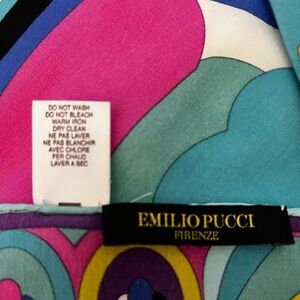 DO NOT WASH
DO NOT BLEACH
WARM IRON
DRY CLEAN
NE PAS LAVER
NE PAS BLANCHIR
AVEC CHLORE
FER CHAUD
LAVER A SEC
EMILIO PUCCI
FIRENZE